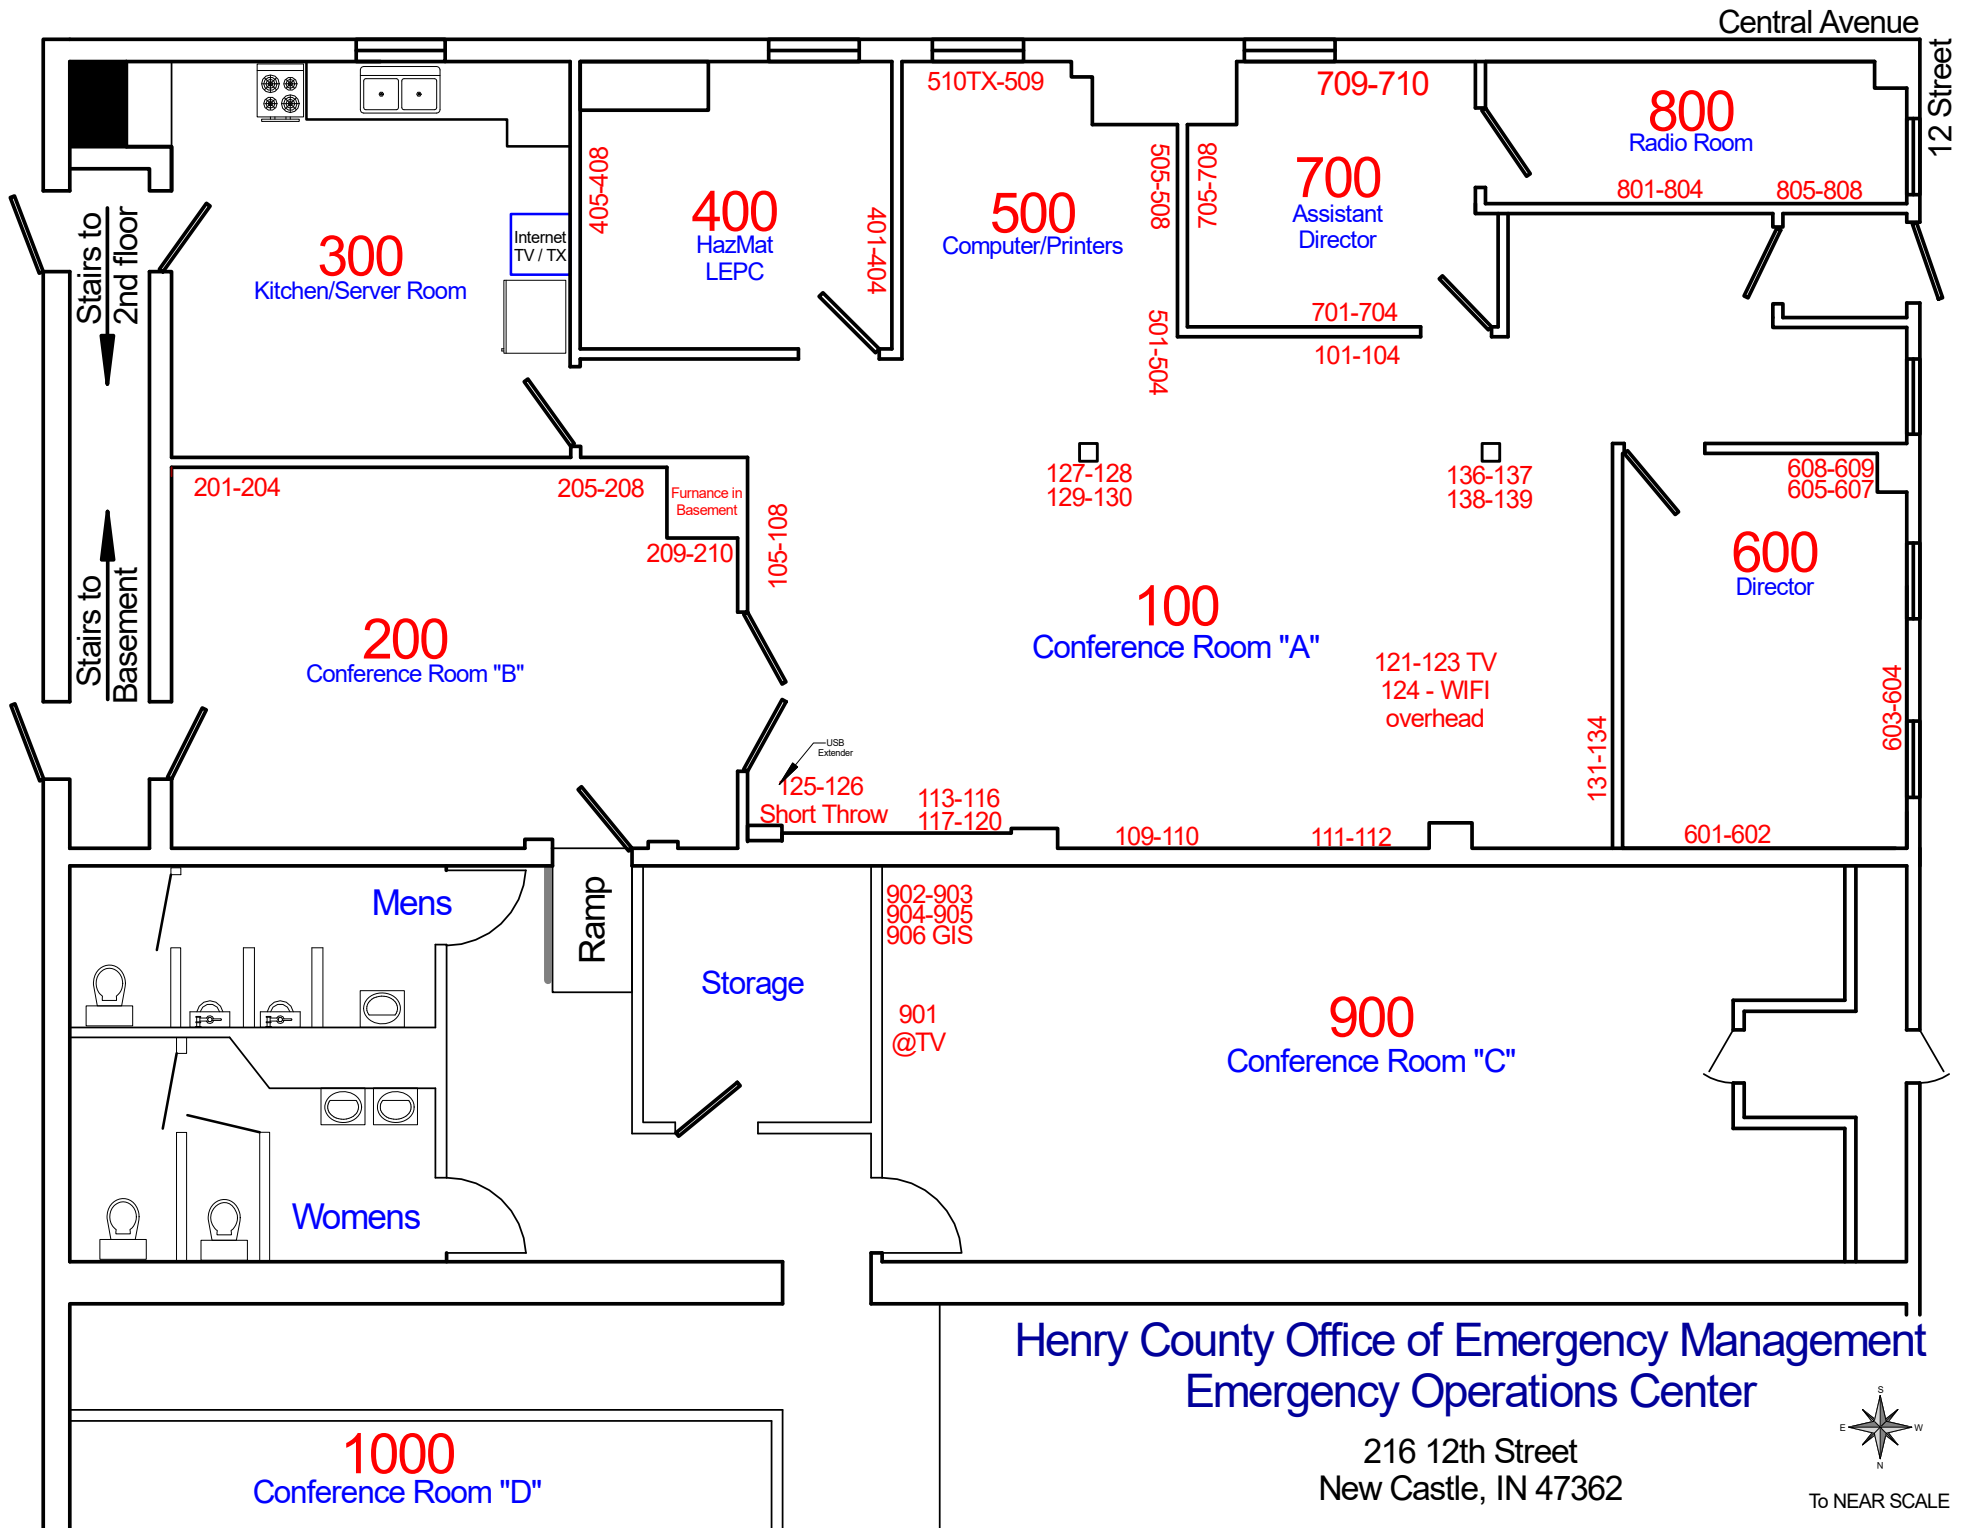 Central Avenue
12 Street
510TX-509
709-710
800
Radio Room
801-804
805-808
405-408
400
HazMat
LEPC
401-404
500
Computer/Printers
505-508
501-504
705-708
700
Assistant
Director
701-704
101-104
Stairs to
2nd floor
300
Kitchen/Server Room
Internet
TV / TX
Stairs to
Basement
201-204
205-208
Furnance in
Basement
209-210
105-108
127-128
129-130
136-137
138-139
608-609
605-607
600
Director
603-604
601-602
200
Conference Room "B"
100
Conference Room "A"
121-123 TV
124 - WIFI
overhead
131-134
USB
Extender
125-126
Short Throw
113-116
117-120
109-110
111-112
Mens
Ramp
Storage
902-903
904-905
906 GIS
901
@TV
900
Conference Room "C"
Womens
Henry County Office of Emergency Management
Emergency Operations Center
216 12th Street
New Castle, IN 47362
S
E
W
N
To NEAR SCALE
1000
Conference Room "D"